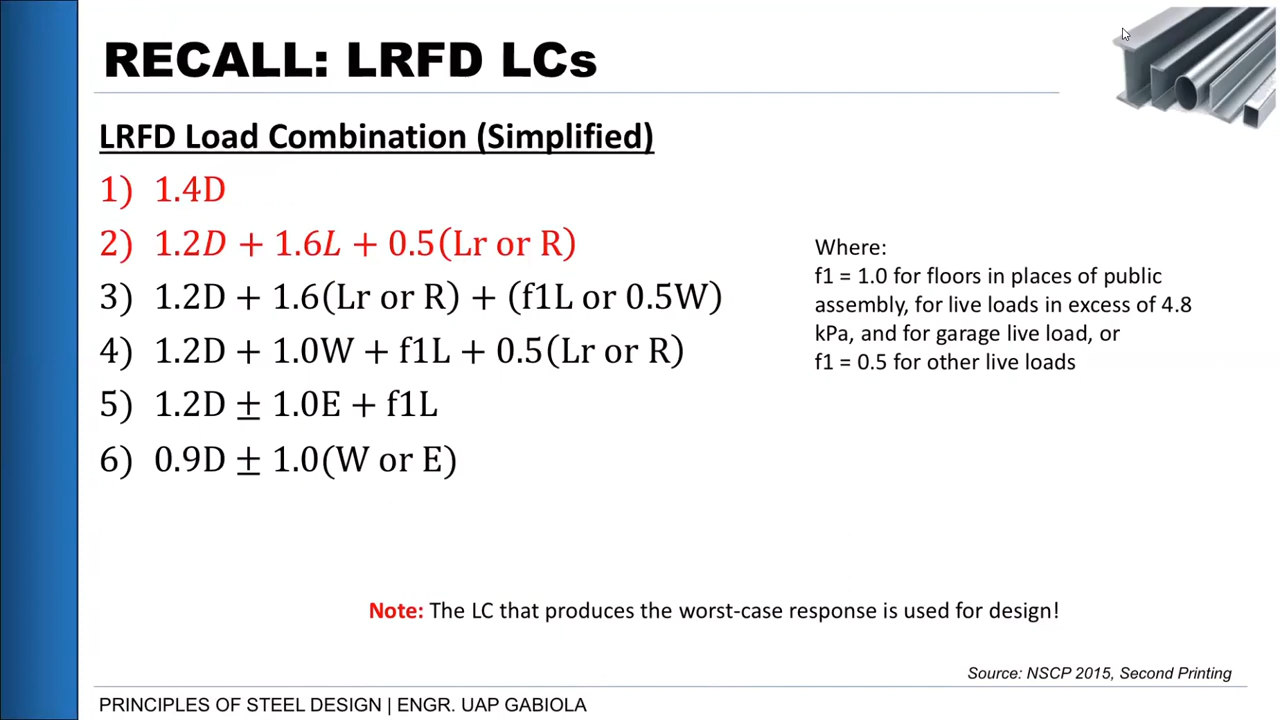 RECALL: LRFD LCs
LRFD Load Combination (Simplified)
1) 1.4D
2) 1.2D + 1.6L + 0.5(Lr or R)
3) 1.2D + 1.6(Lr or R) + (f1L or 0.5W)
4) 1.2D + 1.0W + f1L + 0.5(Lr or R)
5) 1.2D ± 1.0E + f1L
6) 0.9D ± 1.0(W or E)
Where:
f1 = 1.0 for floors in places of public
assembly, for live loads in excess of 4.8
kPa, and for garage live load, or
f1 = 0.5 for other live loads
Note: The LC that produces the worst-case response is used for design!
Source: NSCP 2015, Second Printing
PRINCIPLES OF STEEL DESIGN | ENGR. UAP GABIOLA